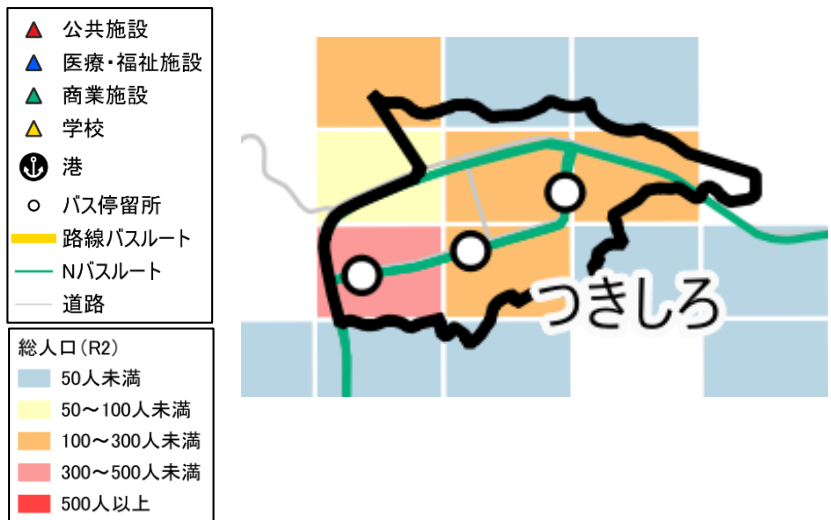 公共施設
医療・福祉施設
商業施設
学校
港
バス停留所
路線バスルート
Nバスルート
道路
総人口(R2)
50人未満
50～100人未満
100～300人未満
300～500人未満
500人以上
つきしろ